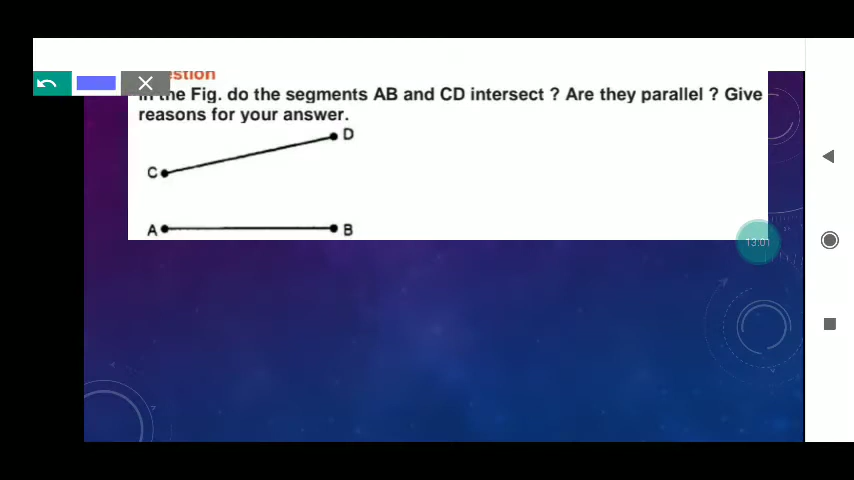 estion
the Fig. do the segments AB and CD intersect ? Are they parallel ? Give
reasons for your answer.
D
C
A
B
13:01